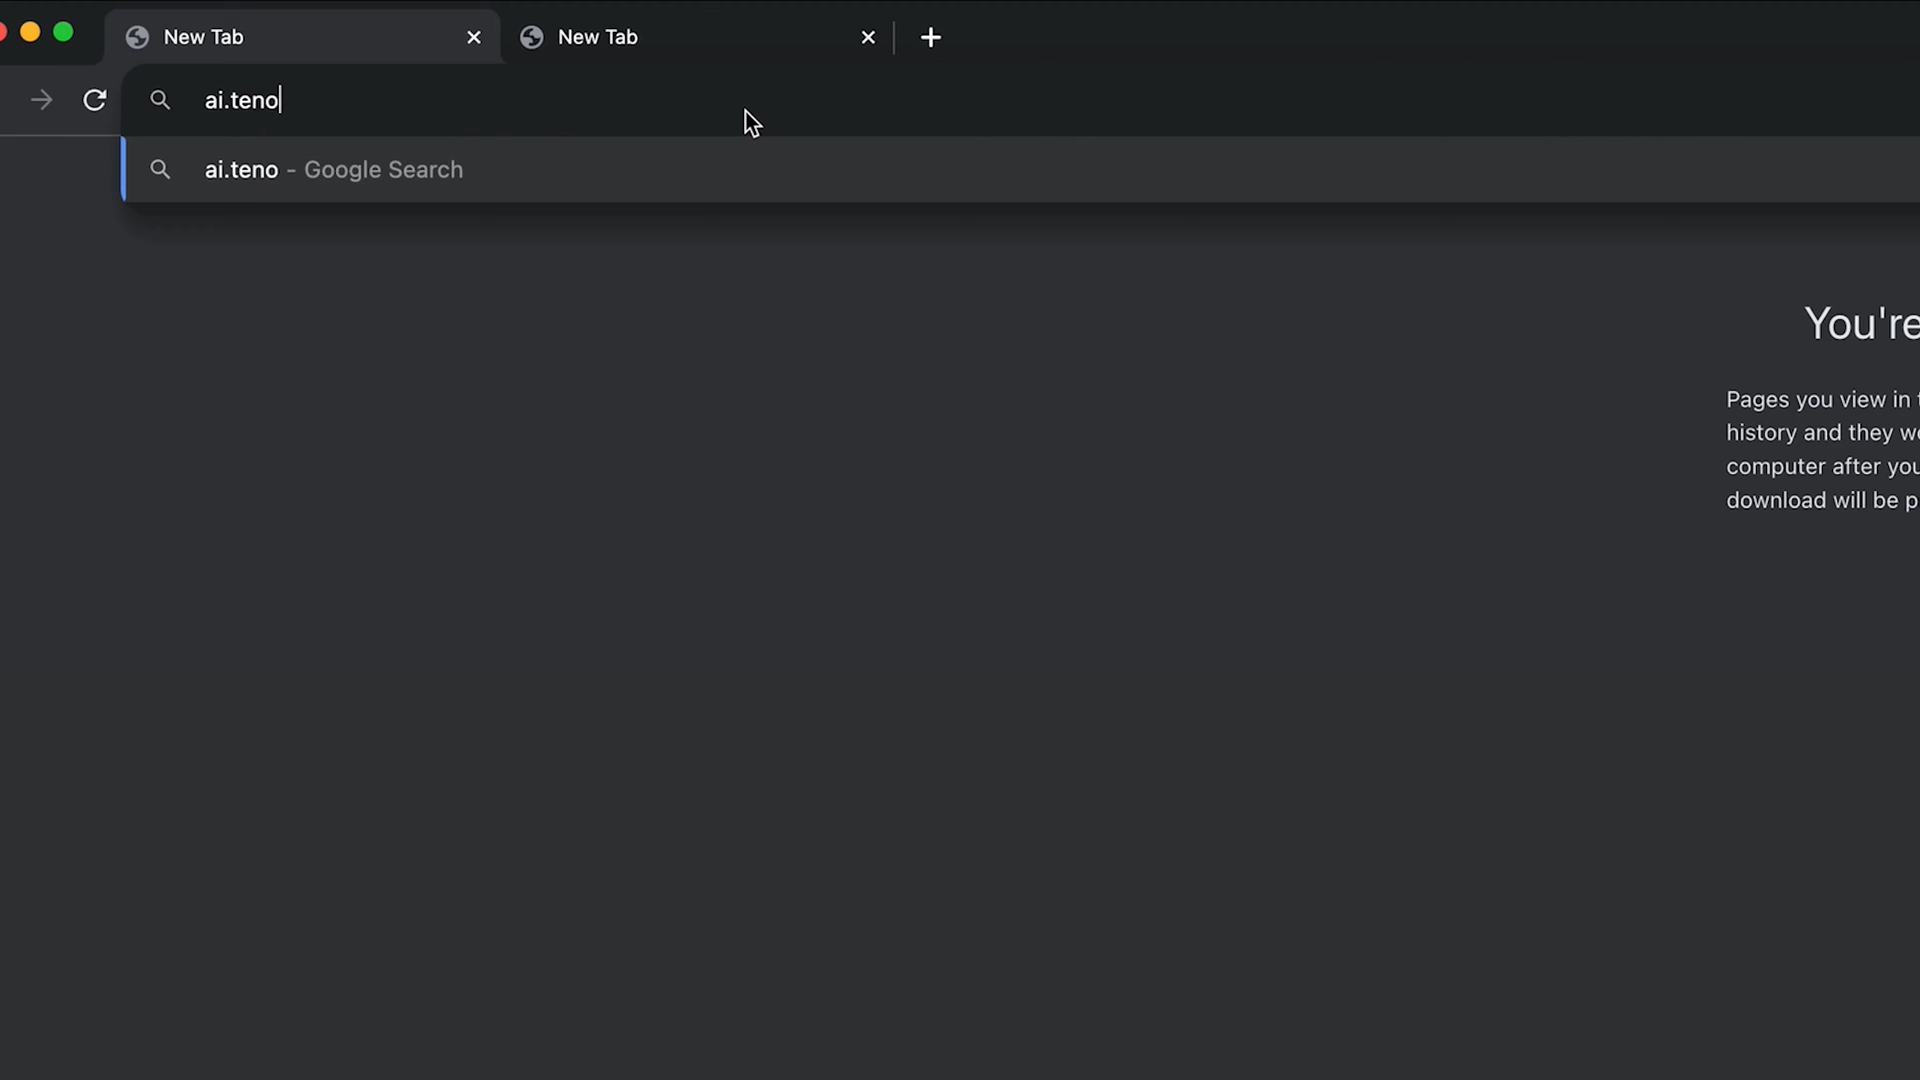 New Tab
New Tab
ai.teno
ai.teno - Google Search
You're
Pages you view in
history and they
computer after
download will be